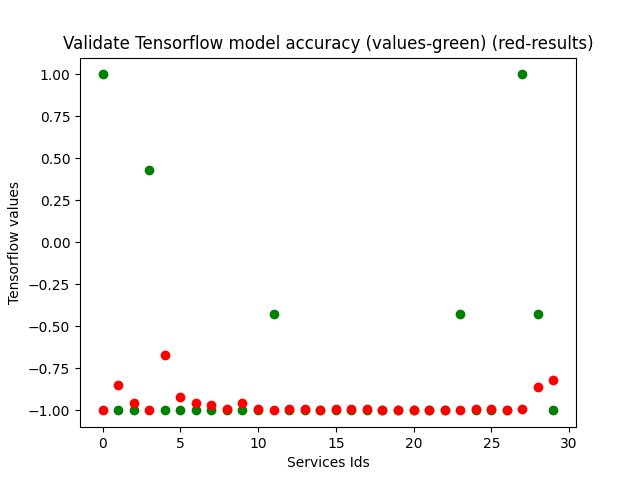 Validate Tensorflow model accuracy (values-green) (red-results)
1.00
0.75
0.50
0.25
0.00
−0.25
−0.50
−0.75
−1.00
Tensorflow values
0 5 10 15 20 25 30
Services Ids